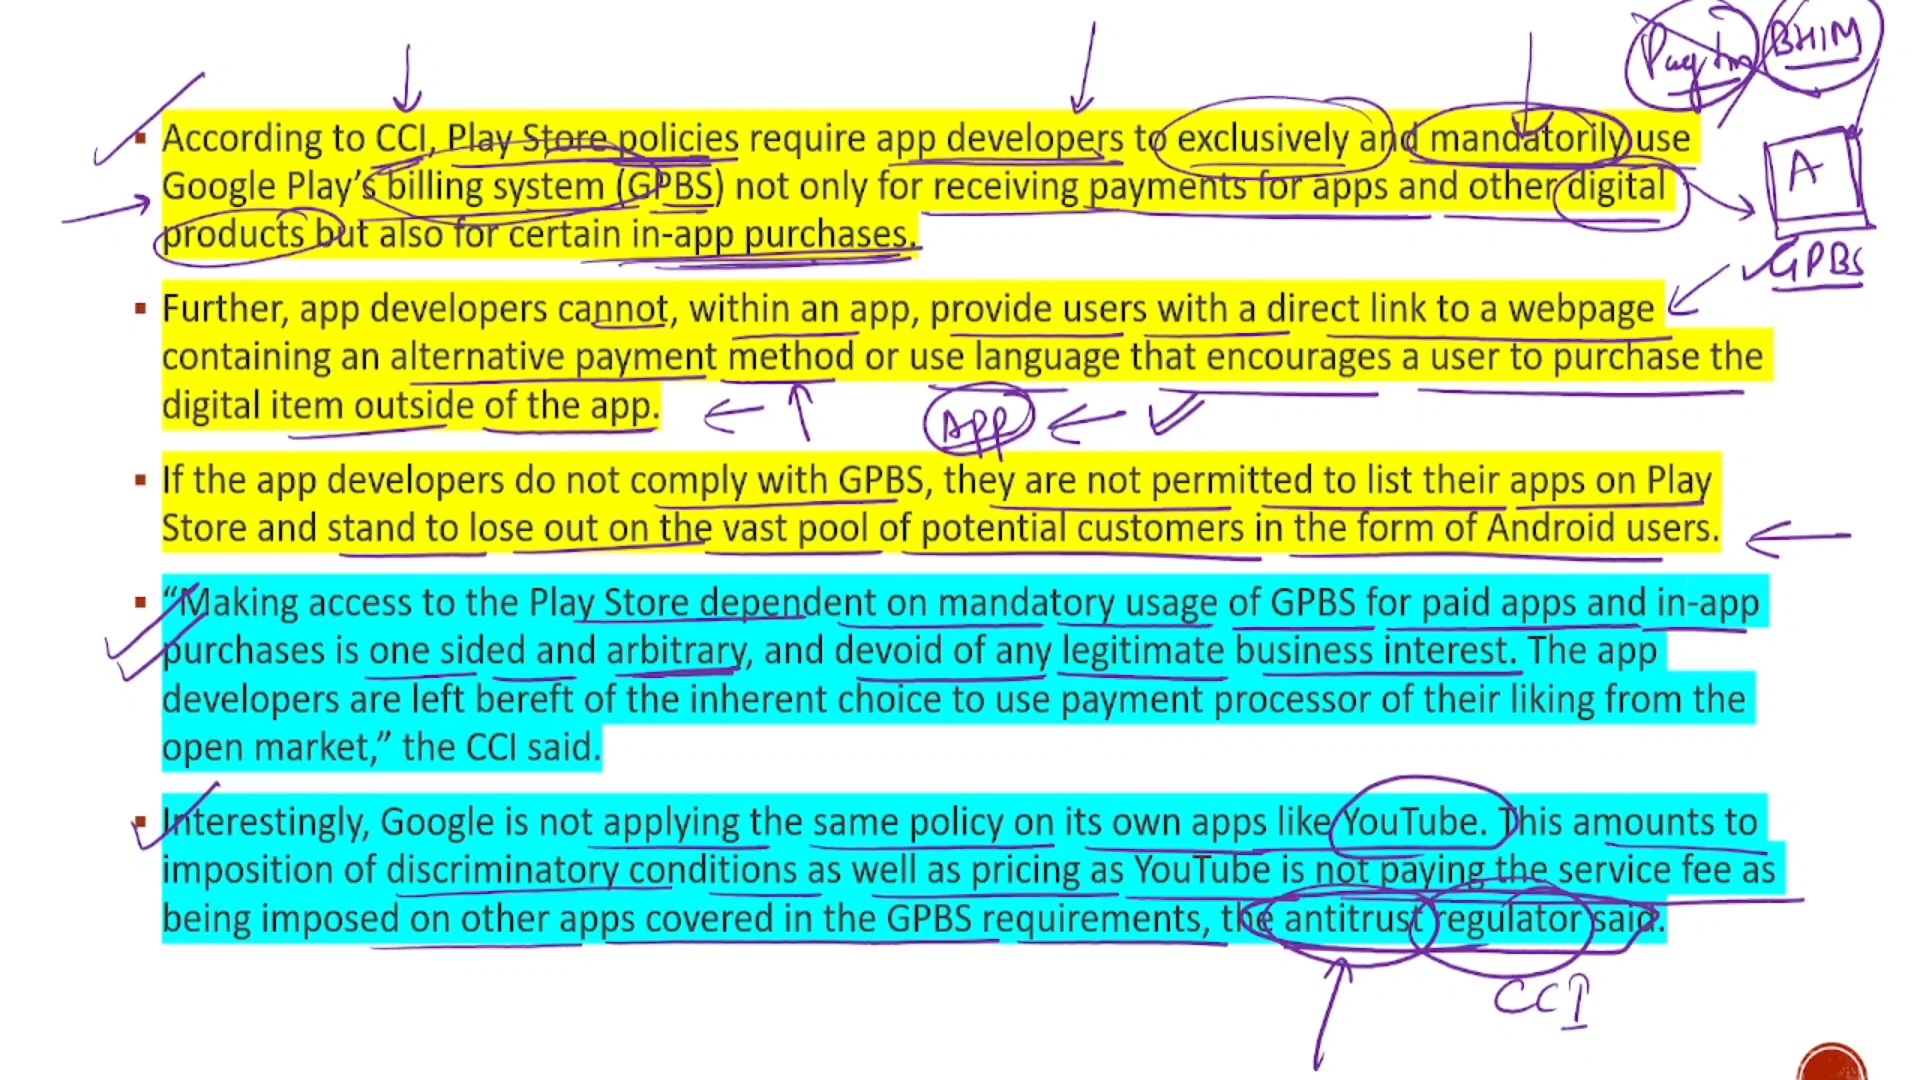 Paytm BHIM
▪ According to CCI, Play Store policies require app developers to exclusively and mandatorily use
Google Play’s billing system (GPBS) not only for receiving payments for apps and other digital
products but also for certain in-app purchases.
A
GPBS
▪ Further, app developers cannot, within an app, provide users with a direct link to a webpage
containing an alternative payment method or use language that encourages a user to purchase the
digital item outside of the app.
App
▪ If the app developers do not comply with GPBS, they are not permitted to list their apps on Play
Store and stand to lose out on the vast pool of potential customers in the form of Android users.
▪ “Making access to the Play Store dependent on mandatory usage of GPBS for paid apps and in-app
purchases is one sided and arbitrary, and devoid of any legitimate business interest. The app
developers are left bereft of the inherent choice to use payment processor of their liking from the
open market,” the CCI said.
▪ Interestingly, Google is not applying the same policy on its own apps like YouTube. This amounts to
imposition of discriminatory conditions as well as pricing as YouTube is not paying the service fee as
being imposed on other apps covered in the GPBS requirements, the antitrust regulator said.
CCI